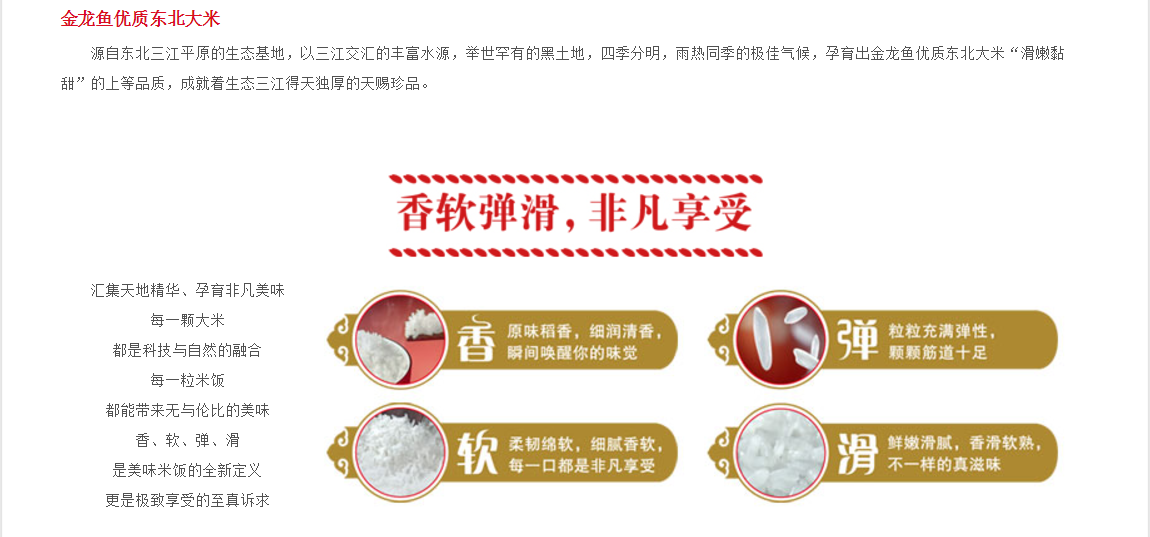 金龙鱼优质东北大米
源自东北三江平原的生态基地，以三江交汇的丰富水源，举世罕有的黑土地，四季分明，雨热同季的极佳气候，孕育出金龙鱼优质东北大米“滑嫩黏
甜”的上等品质，成就着生态三江得天独厚的天赐珍品。
香软弹滑，非凡享受
汇集天地精华、孕育非凡美味
每一颗大米
都是科技与自然的融合
每一粒米饭
都能带来无与伦比的美味
香、软、弹、滑
是美味米饭的全新定义
更是极致享受的至真诉求
香
原味稻香，细润清香，
瞬间唤醒你的味觉
弹
粒粒充满弹性，
颗颗筋道十足
软
柔韧绵软，细腻香软，
每一口都是非凡享受
滑
鲜嫩滑腻，香滑软熟，
不一样的真滋味